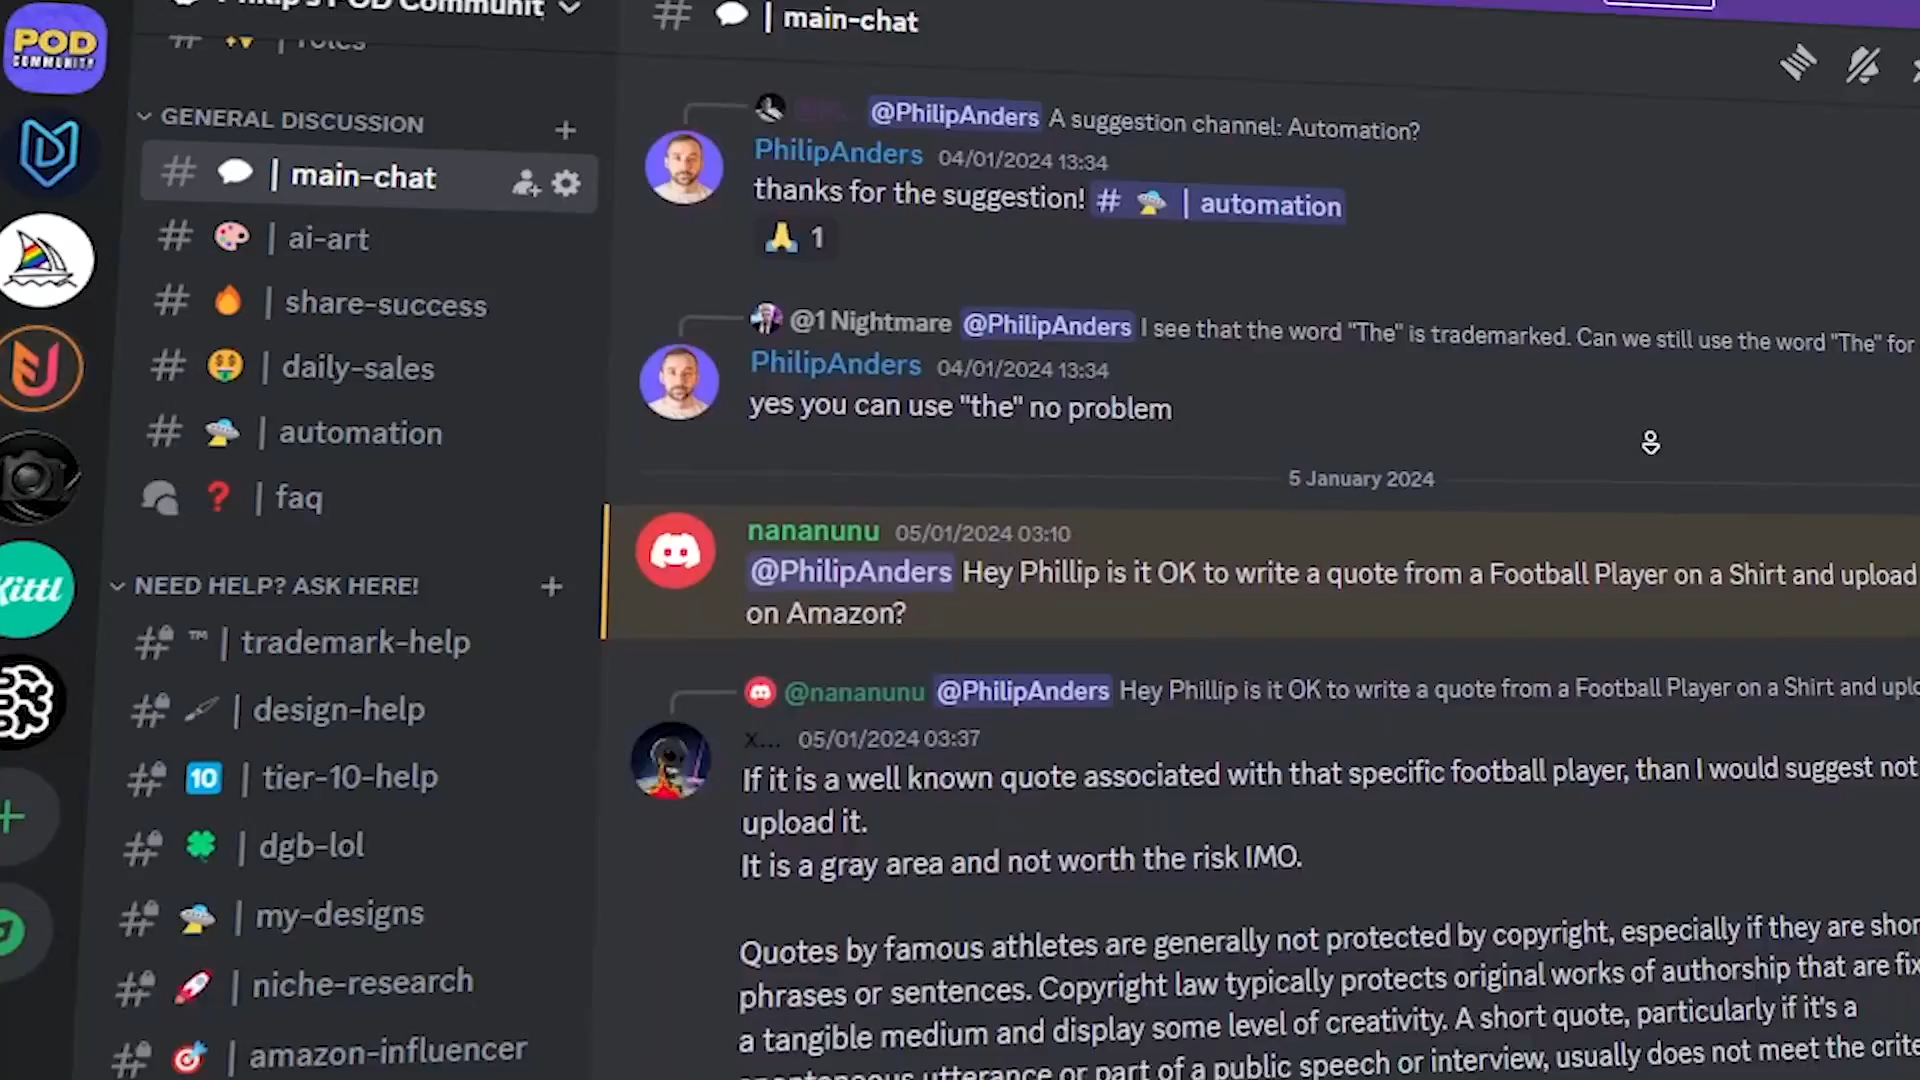 POD
COMMUNITY
Kittl
Philip's POD Communit
| roles
GENERAL DISCUSSION
| main-chat
| ai-art
| share-success
| daily-sales
| automation
| faq
NEED HELP? ASK HERE!
™ | trademark-help
| design-help
10 | tier-10-help
| dgb-lol
| my-designs
| niche-research
| amazon-influencer
# | main-chat
@PhilipAnders A suggestion channel: Automation?
PhilipAnders 04/01/2024 13:34
thanks for the suggestion! # | automation
1
@1 Nightmare @PhilipAnders I see that the word "The" is trademarked. Can we still use the word "The" for
PhilipAnders 04/01/2024 13:34
yes you can use "the" no problem
5 January 2024
nananunu 05/01/2024 03:10
@PhilipAnders Hey Phillip is it OK to write a quote from a Football Player on a Shirt and upload
on Amazon?
@nananunu @PhilipAnders Hey Phillip is it OK to write a quote from a Football Player on a Shirt and uplo
x... 05/01/2024 03:37
If it is a well known quote associated with that specific football player, than I would suggest not
upload it.
It is a gray area and not worth the risk IMO.
Quotes by famous athletes are generally not protected by copyright, especially if they are shor
phrases or sentences. Copyright law typically protects original works of authorship that are fix
a tangible medium and display some level of creativity. A short quote, particularly if it's a
spontaneous utterance or part of a public speech or interview, usually does not meet the crite